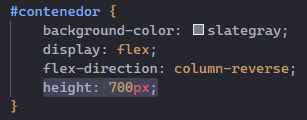 #contenedor {
background-color: slategray;
display: flex;
flex-direction: column-reverse;
height: 700px;
}